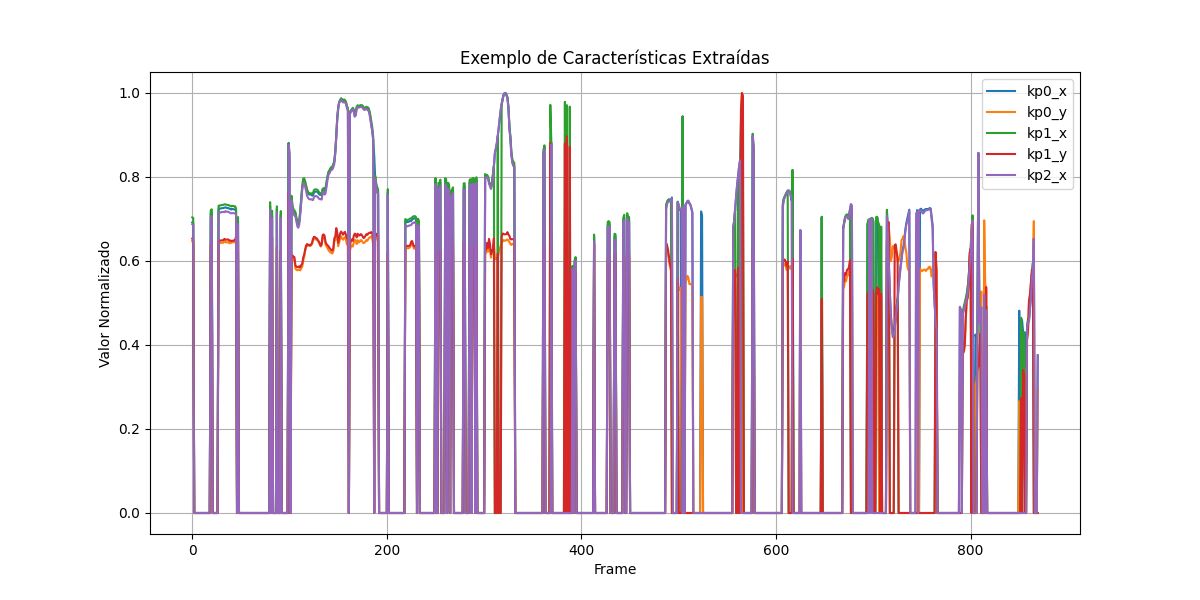 Exemplo de Características Extraídas
kp0_x
kp0_y
kp1_x
kp1_y
kp2_x
1.0
0.8
0.6
0.4
0.2
0.0
Valor Normalizado
0
200
400
600
800
Frame